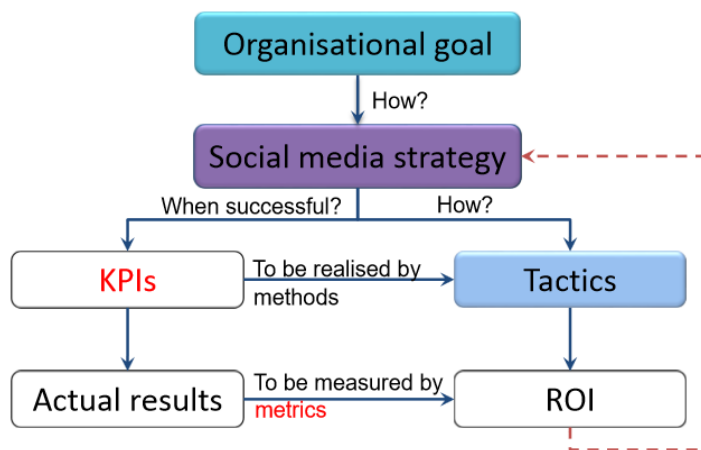 Organisational goal
How?
Social media strategy
When successful?
How?
KPIs
To be realised by
methods
Tactics
Actual results
To be measured by
metrics
ROI